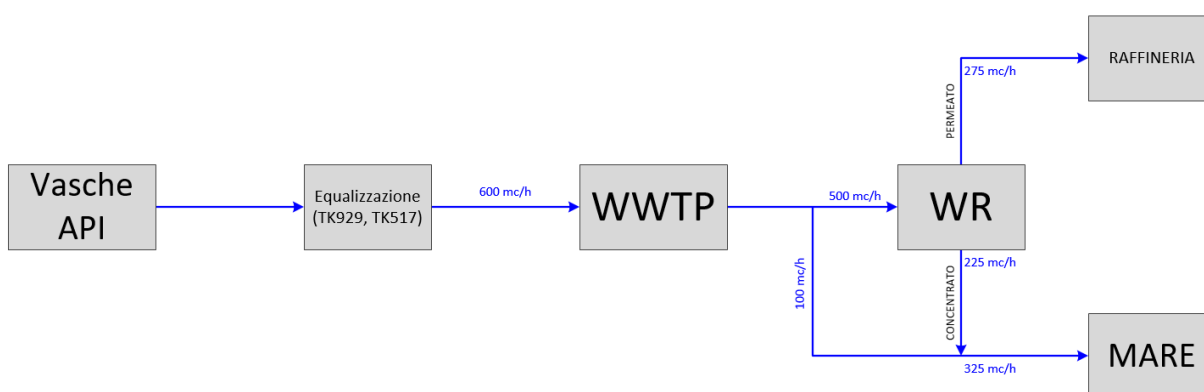 Vasche
API
Equalizzazione
(TK929, TK517)
600 mc/h
WWTP
100 mc/h
500 mc/h
WR
PERMEATO
275 mc/h
RAFFINERIA
CONCENTRATO
225 mc/h
325 mc/h
MARE